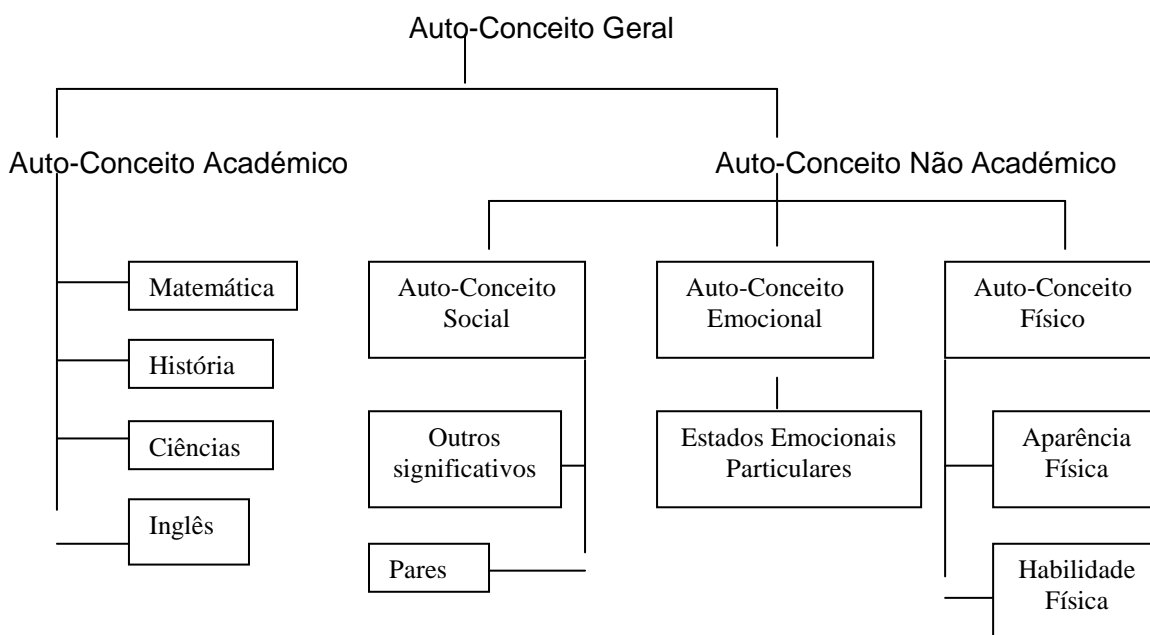 Auto-Conceito Geral
Auto-Conceito Académico
Auto-Conceito Não Académico
Matemática
História
Ciências
Inglês
Auto-Conceito
Social
Outros
significativos
Pares
Auto-Conceito
Emocional
Estados Emocionais
Particulares
Auto-Conceito
Físico
Aparência
Física
Habilidade
Física